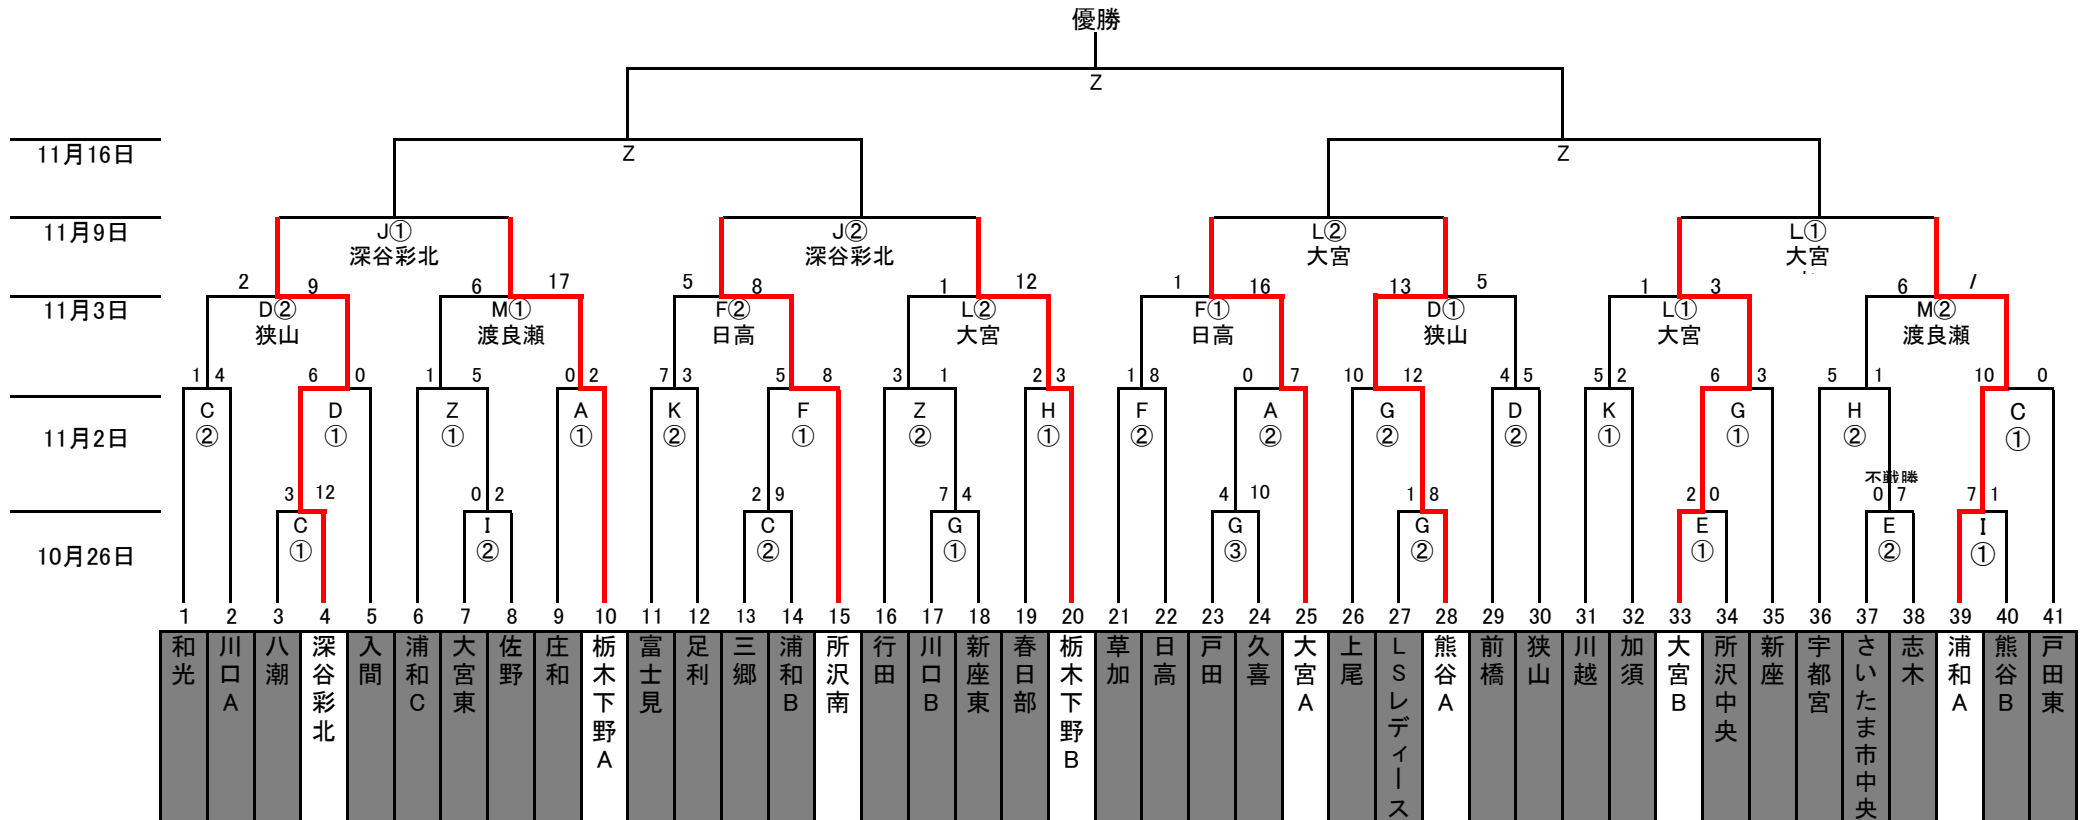 優勝
Z
11月16日 Z Z
11月9日 J① J② L② L①
深谷彩北 深谷彩北 大宮 大宮
2 9 6 17 5 8 1 12 1 16 13 5 1 3 6
11月3日 D② M① F② L② F① D① L① M②
狭山 渡良瀬 日高 大宮 日高 狭山 大宮 渡良瀬
1 4 6 0 1 5 0 2 7 3 5 8 3 1 2 3 1 8 0 7 10 12 4 5 5 2 6 3 5 1 10 0
C D Z A K F Z H F A G D K G H C
11月2日 ② ① ① ① ② ① ② ① ② ② ② ② ① ① ② ①
不戦勝
3 12 0 2 2 9 7 4 4 10 1 8 2 0 0 7 7 1
C I C G G G E E I
10月26日 ① ② ② ① ③ ② ① ② ①
1 2 3 4 5 6 7 8 9 10 11 12 13 14 15 16 17 18 19 20 21 22 23 24 25 26 27 28 29 30 31 32 33 34 35 36 37 38 39 40 41
和光
川口A
八潮
深谷彩北
入間
浦和C
大宮東
佐野
庄和
栃木下野A
富士見
足利
三郷
浦和B
所沢南
行田
川口B
新座東
春日部
栃木下野B
草加
日高
戸田
久喜
大宮A
上尾
LSレディース
熊谷A
前橋
狭山
川越
加須
大宮B
所沢中央
新座
宇都宮
さいたま市中央
志木
浦和A
熊谷B
戸田東